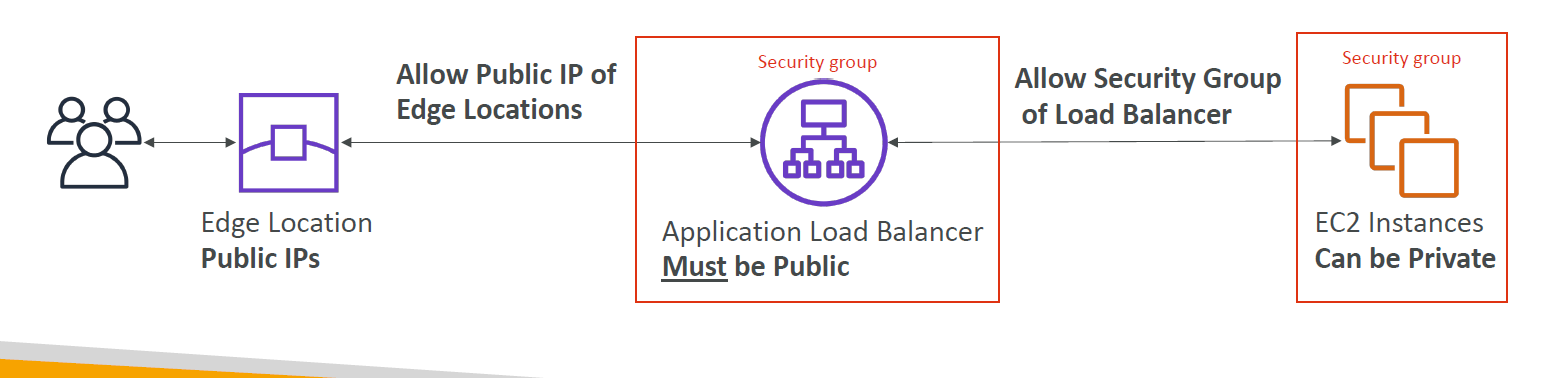 Allow Public IP of
Edge Locations
Security group
Allow Security Group
of Load Balancer
Security group
Edge Location
Public IPs
Application Load Balancer
Must be Public
EC2 Instances
Can be Private